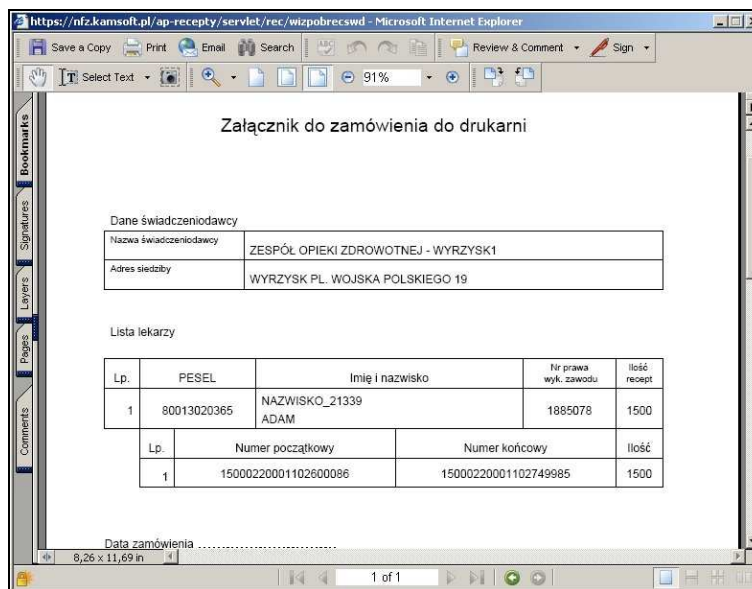 https://nfz.kamsoft.pl/ap-recepty/servlet/rec/wizpobrecswd - Microsoft Internet Explorer
Save a Copy Print Email Search Review & Comment Sign
Select Text 91%
Bookmarks
Signatures
Layers
Pages
Comments
Załącznik do zamówienia do drukarni
Dane świadczeniodawcy
Nazwa świadczeniodawcy ZESPÓŁ OPIEKI ZDROWOTNEJ - WYRZYSK1
Adres siedziby WYRZYSK PL. WOJSKA POLSKIEGO 19
Lista lekarzy
Lp. PESEL Imię i nazwisko Nr prawa wyk. zawodu Ilość recept
1 80013020365 NAZWISKO_21339 ADAM 1885078 1500
Lp. Numer początkowy Numer końcowy Ilość
1 15000220001102600086 15000220001102749985 1500
Data zamówienia
8,26 x 11,69 in
1 of 1